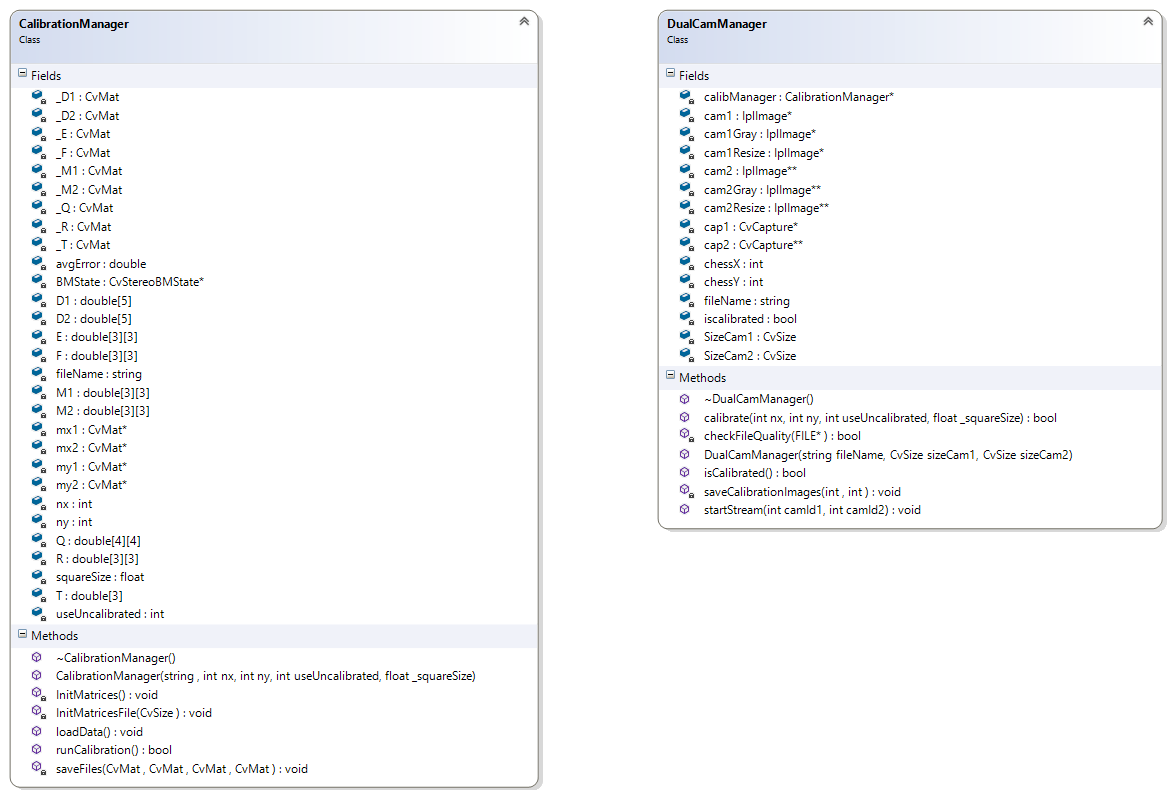 CalibrationManager
Class
Fields
_D1 : CvMat
_D2 : CvMat
_E : CvMat
_F : CvMat
_M1 : CvMat
_M2 : CvMat
_Q : CvMat
_R : CvMat
_T : CvMat
avgError : double
BMState : CvStereoBMState*
D1 : double[5]
D2 : double[5]
E : double[3][3]
F : double[3][3]
fileName : string
M1 : double[3][3]
M2 : double[3][3]
mx1 : CvMat*
mx2 : CvMat*
my1 : CvMat*
my2 : CvMat*
nx : int
ny : int
Q : double[4][4]
R : double[3][3]
squareSize : float
T : double[3]
useUncalibrated : int
Methods
~CalibrationManager()
CalibrationManager(string , int nx, int ny, int useUncalibrated, float _squareSize)
InitMatrices() : void
InitMatricesFile(CvSize ) : void
loadData() : void
runCalibration() : bool
saveFiles(CvMat , CvMat , CvMat , CvMat ) : void
DualCamManager
Class
Fields
calibManager : CalibrationManager*
cam1 : IplImage*
cam1Gray : IplImage*
cam1Resize : IplImage*
cam2 : IplImage**
cam2Gray : IplImage**
cam2Resize : IplImage**
cap1 : CvCapture*
cap2 : CvCapture**
chessX : int
chessY : int
fileName : string
iscalibrated : bool
SizeCam1 : CvSize
SizeCam2 : CvSize
Methods
~DualCamManager()
calibrate(int nx, int ny, int useUncalibrated, float _squareSize) : bool
checkFileQuality(FILE* ) : bool
DualCamManager(string fileName, CvSize sizeCam1, CvSize sizeCam2)
isCalibrated() : bool
saveCalibrationImages(int , int ) : void
startStream(int camId1, int camId2) : void